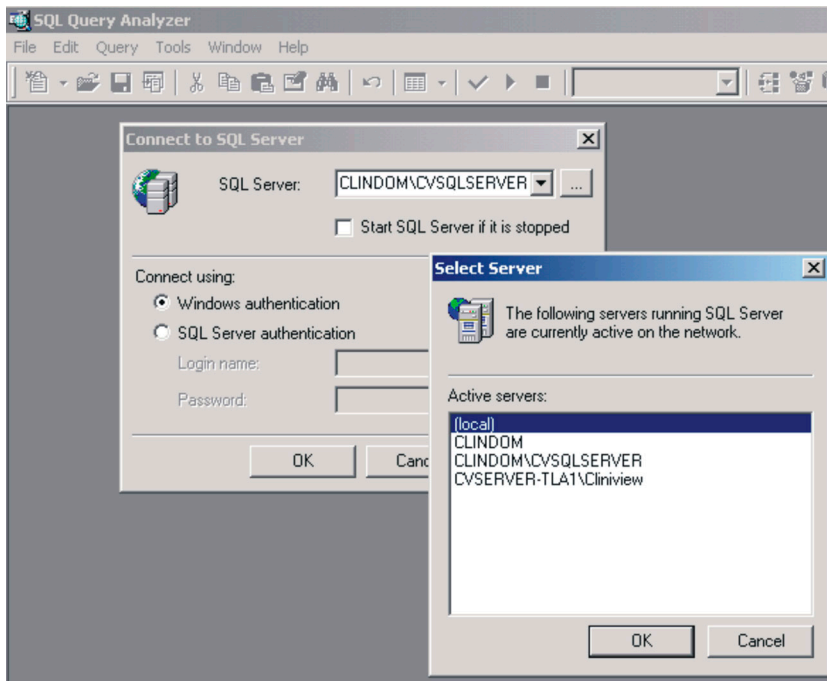 SQL Query Analyzer
File Edit Query Tools Window Help
Connect to SQL Server
SQL Server: CLINDOM\CVSQLSERVER ...
Start SQL Server if it is stopped
Connect using:
Windows authentication
SQL Server authentication
Login name:
Password:
OK Canc
Select Server
The following servers running SQL Server
are currently active on the network.
Active servers:
(local)
CLINDOM
CLINDOM\CVSQLSERVER
CVSERVER-TLA1\Cliniview
OK Cancel